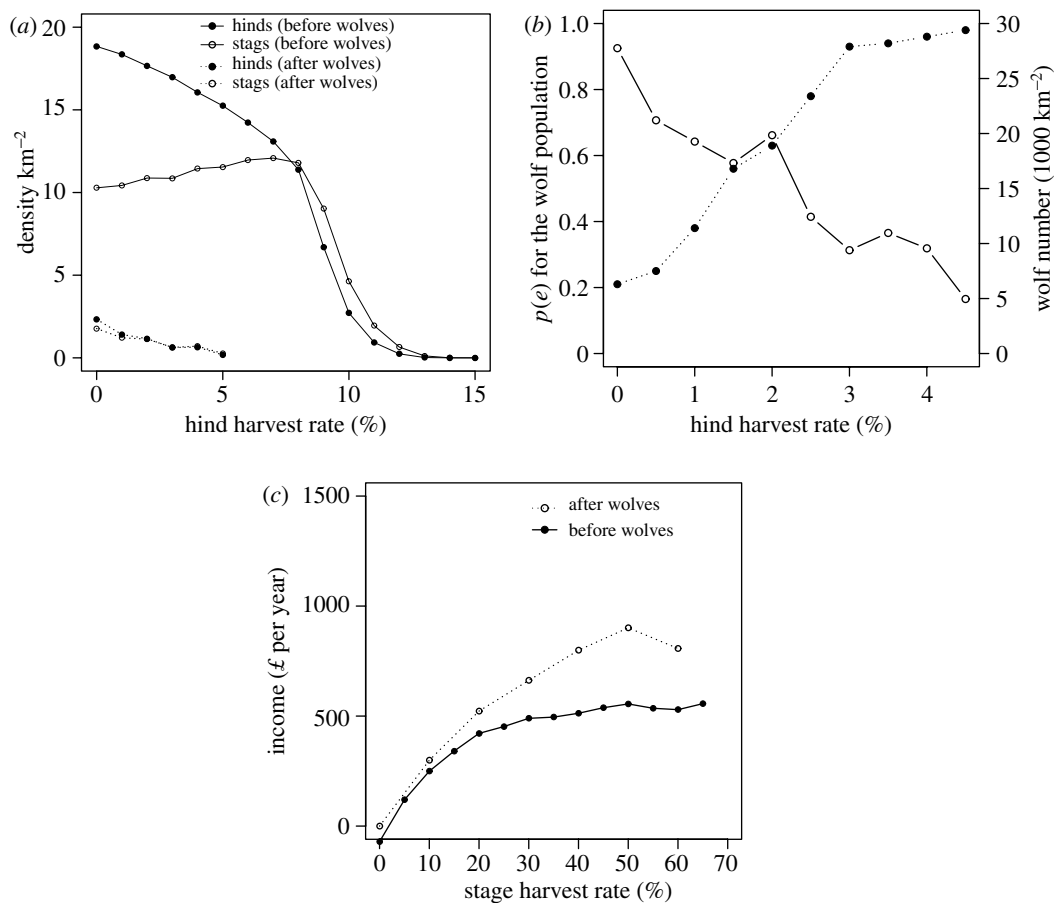 (a)
20
15
10
5
0
density km−2
hinds (before wolves)
stags (before wolves)
hinds (after wolves)
stags (after wolves)
0 5 10 15
hind harvest rate (%)
(b)
1.0
0.8
0.6
0.4
0.2
0
p(e) for the wolf population
30
25
20
15
10
5
0
wolf number (1000 km−2)
0 1 2 3 4
hind harvest rate (%)
(c)
1500
1000
500
0
income (£ per year)
after wolves
before wolves
0 10 20 30 40 50 60 70
stage harvest rate (%)